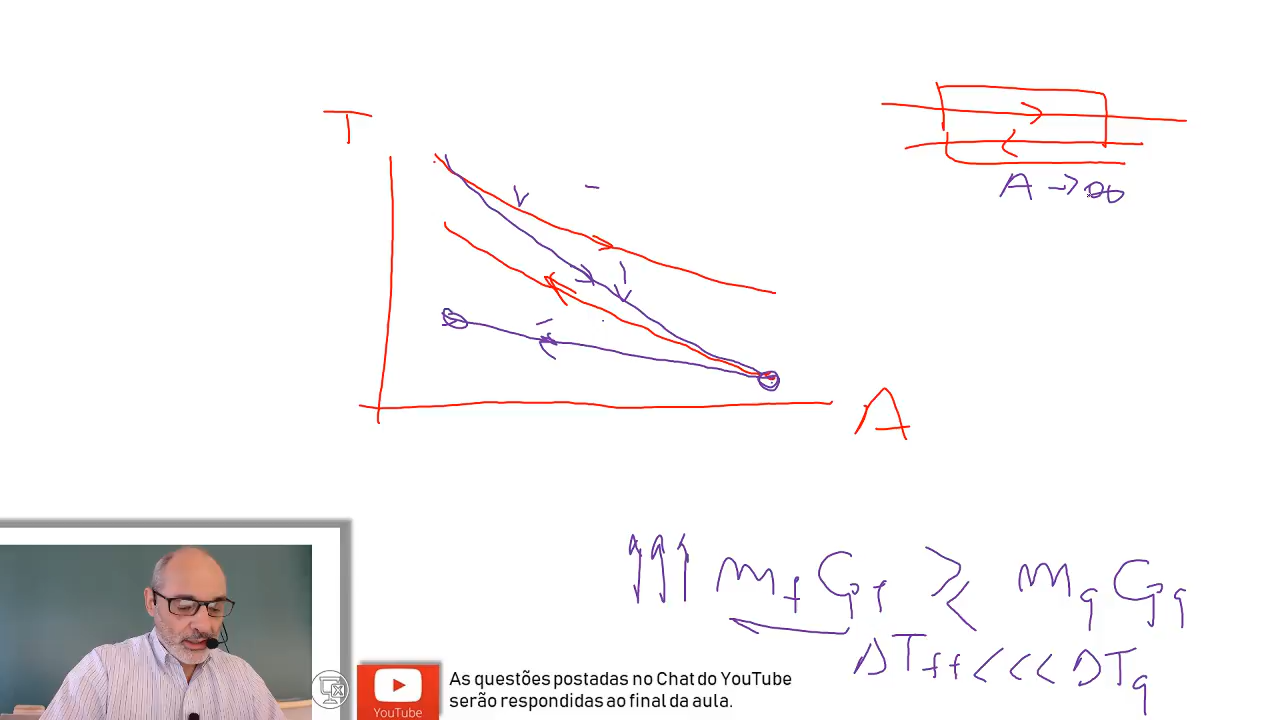 T
A → ∞
A
↑↑↑ m_f Cp_f ≷ m_q Cp_q
ΔT_ff <<< ΔT_q
As questões postadas no Chat do YouTube
serão respondidas ao final da aula.
YouTube